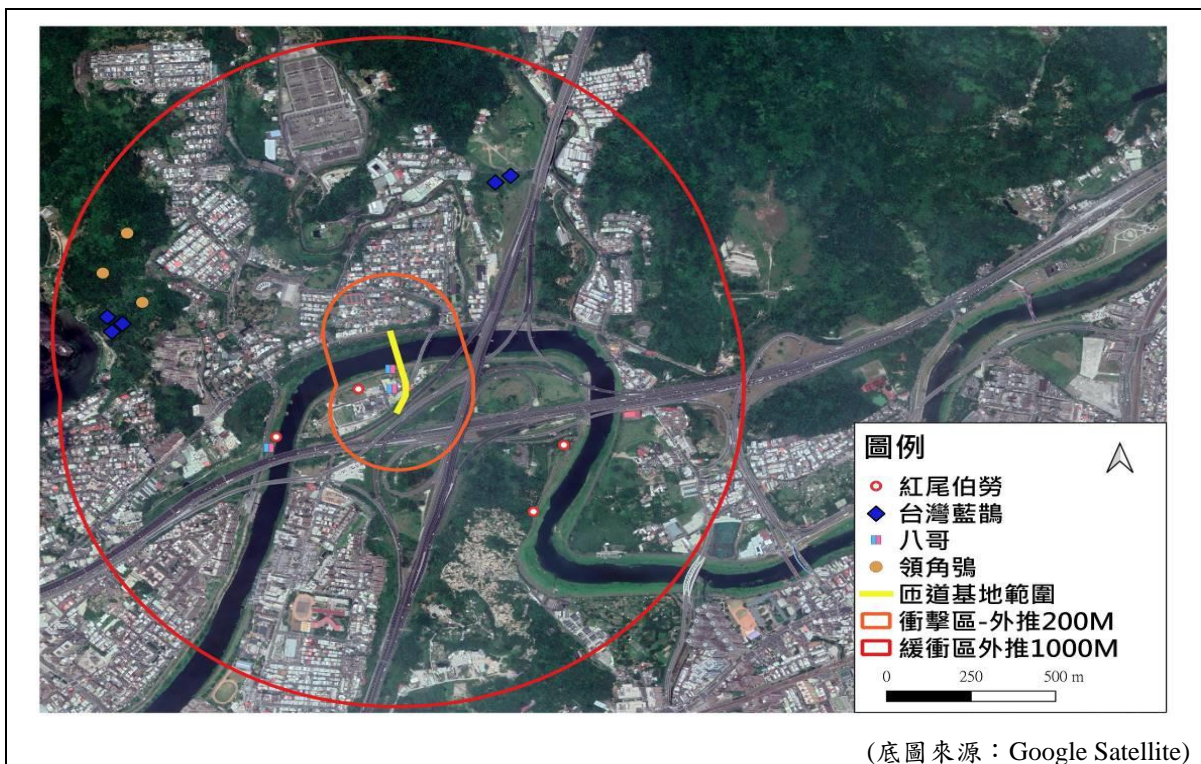 圖例
紅尾伯勞
台灣藍鵲
八哥
領角鴞
匝道基地範圍
衝擊區-外推200M
緩衝區外推1000M
0 250 500 m
(底圖來源：Google Satellite)